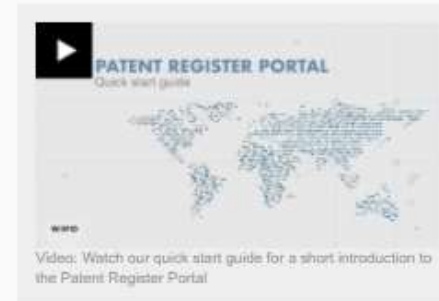 PATENT REGISTER PORTAL
Quick start guide
WIPO
Video: Watch our quick start guide for a short introduction to
the Patent Register Portal